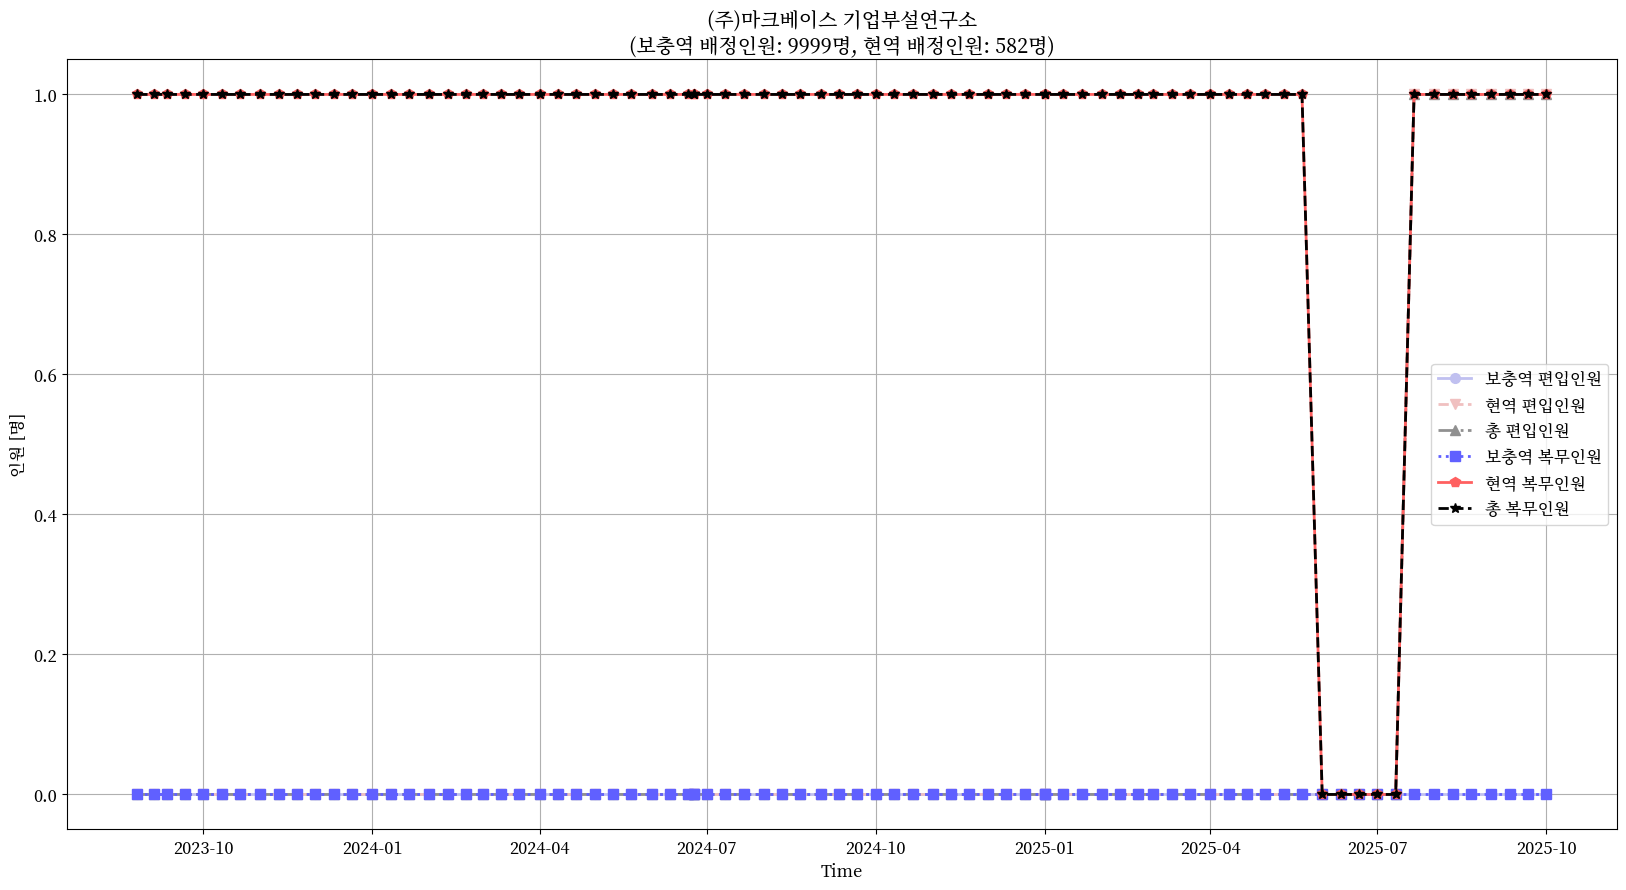 (주)마크베이스 기업부설연구소
(보충역 배정인원: 9999명, 현역 배정인원: 582명)
1.0
0.8
0.6
0.4
0.2
0.0
인원 [명]
보충역 편입인원
현역 편입인원
총 편입인원
보충역 복무인원
현역 복무인원
총 복무인원
2023-10 2024-01 2024-04 2024-07 2024-10 2025-01 2025-04 2025-07 2025-10
Time